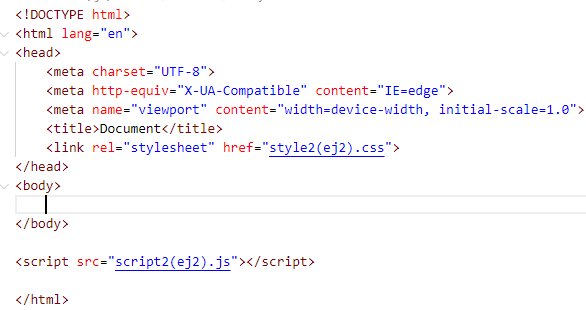 <!DOCTYPE html>
<html lang="en">
<head>
    <meta charset="UTF-8">
    <meta http-equiv="X-UA-Compatible" content="IE=edge">
    <meta name="viewport" content="width=device-width, initial-scale=1.0">
    <title>Document</title>
    <link rel="stylesheet" href="style2(ej2).css">
</head>
<body>
</body>
<script src="script2(ej2).js"></script>
</html>